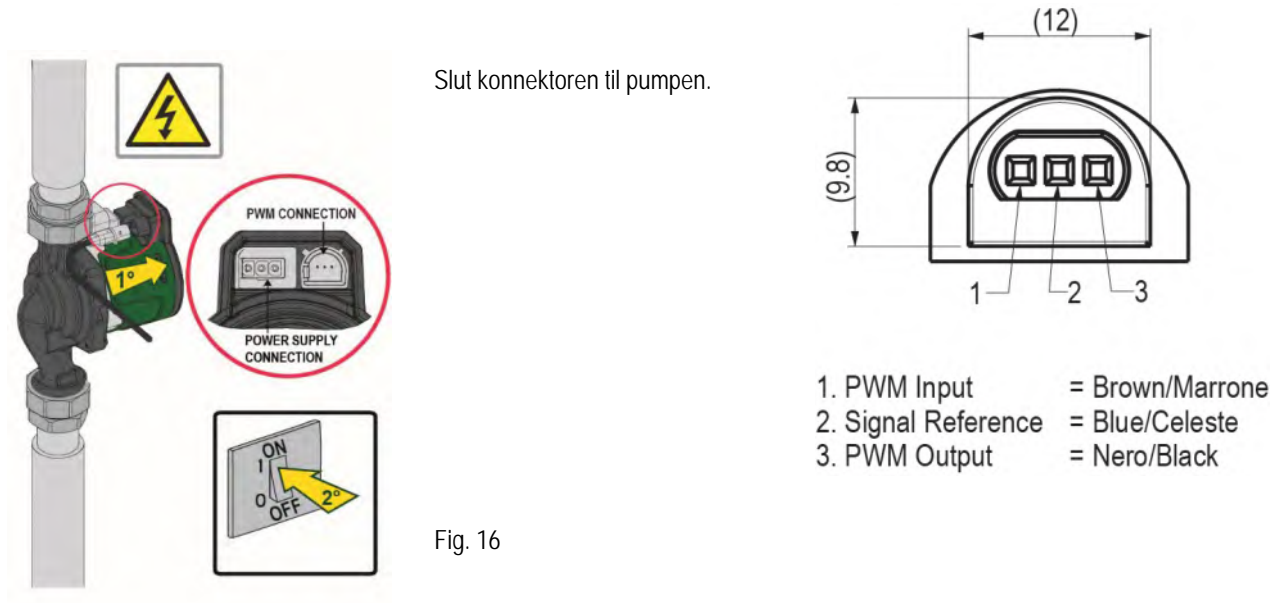 Slut konnektoren til pumpen.
PWM CONNECTION
1°
POWER SUPPLY
CONNECTION
ON
1
0
OFF
2°
Fig. 16
(12)
(9.8)
1
2
3
1. PWM Input = Brown/Marrone
2. Signal Reference = Blue/Celeste
3. PWM Output = Nero/Black